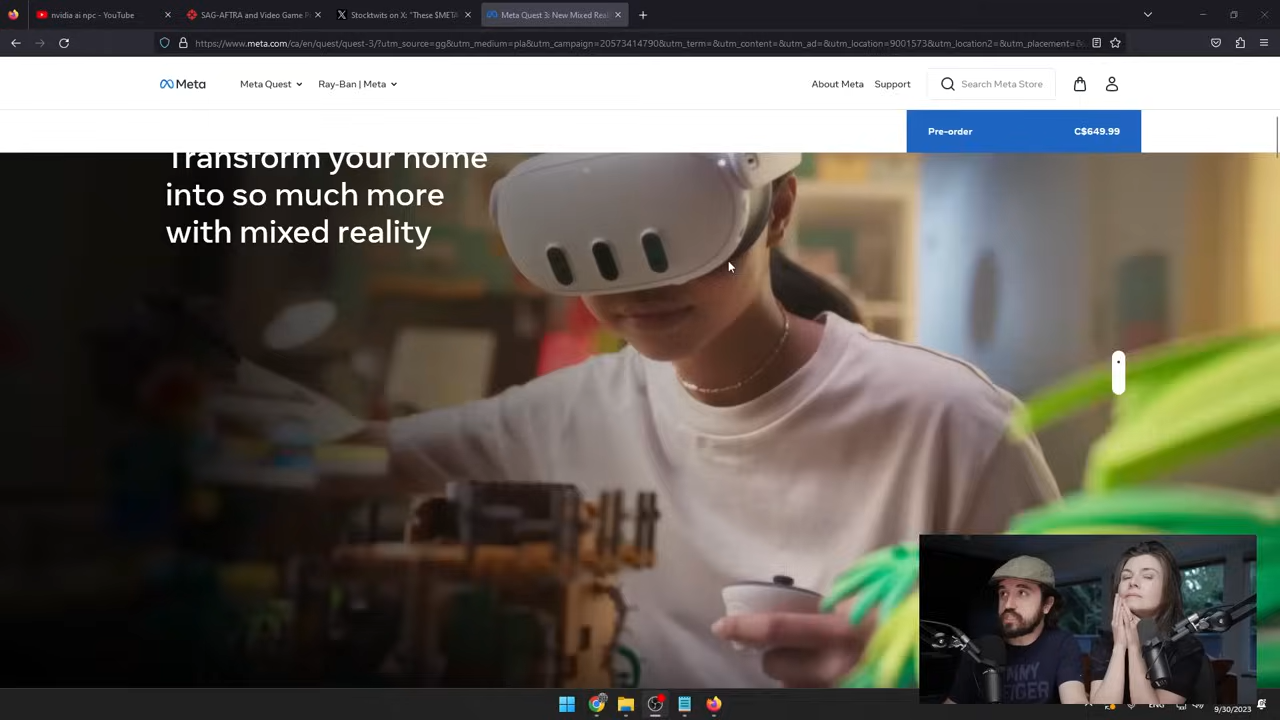 nvidia ai npc - YouTube
SAG-AFTRA and Video Game P
Stocktwits on X: "These $META
Meta Quest 3: New Mixed Real
https://www.meta.com/ca/en/quest/quest-3/?utm_source=gg&utm_medium=pla&utm_campaign=20573414790&utm_term=&utm_content=&utm_ad=&utm_location=9001573&utm_location2=&utm_placement=
Meta
Meta Quest
Ray-Ban | Meta
About Meta
Support
Search Meta Store
Pre-order
C$649.99
Transform your home
into so much more
with mixed reality
ENG
9/30/2023